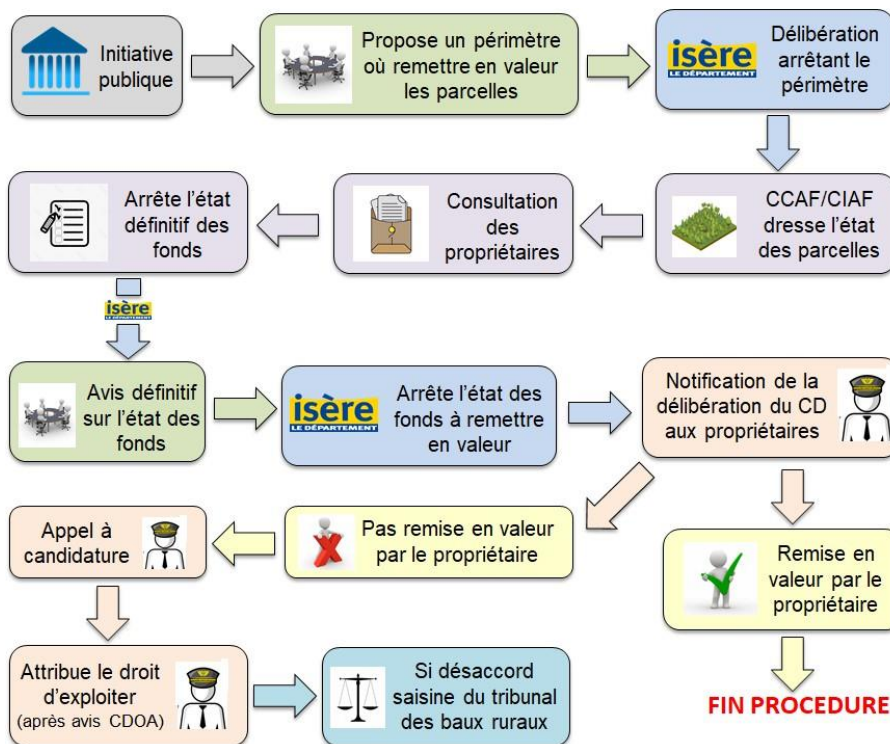 Initiative
publique
Propose un périmètre
où remettre en valeur
les parcelles
isère
LE DÉPARTEMENT
Délibération
arrêtant le
périmètre
CCAF/CIAF
dresse l'état
des parcelles
Consultation
des
propriétaires
Arrête l'état
définitif des
fonds
isère
LE DÉPARTEMENT
Avis définitif
sur l'état des
fonds
isère
LE DÉPARTEMENT
Arrête l'état des
fonds à remettre
en valeur
Notification de la
délibération du CD
aux propriétaires
Pas remise en valeur
par le propriétaire
Appel à
candidature
Remise en
valeur par le
propriétaire
Attribue le droit
d'exploiter
(après avis CDOA)
Si désaccord
saisine du tribunal
des baux ruraux
FIN PROCEDURE